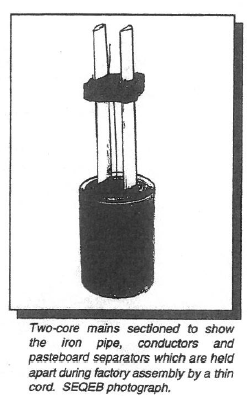 Two-core mains sectioned to show
the iron pipe, conductors and
pasteboard separators which are held
apart during factory assembly by a thin
cord. SEQEB photograph.